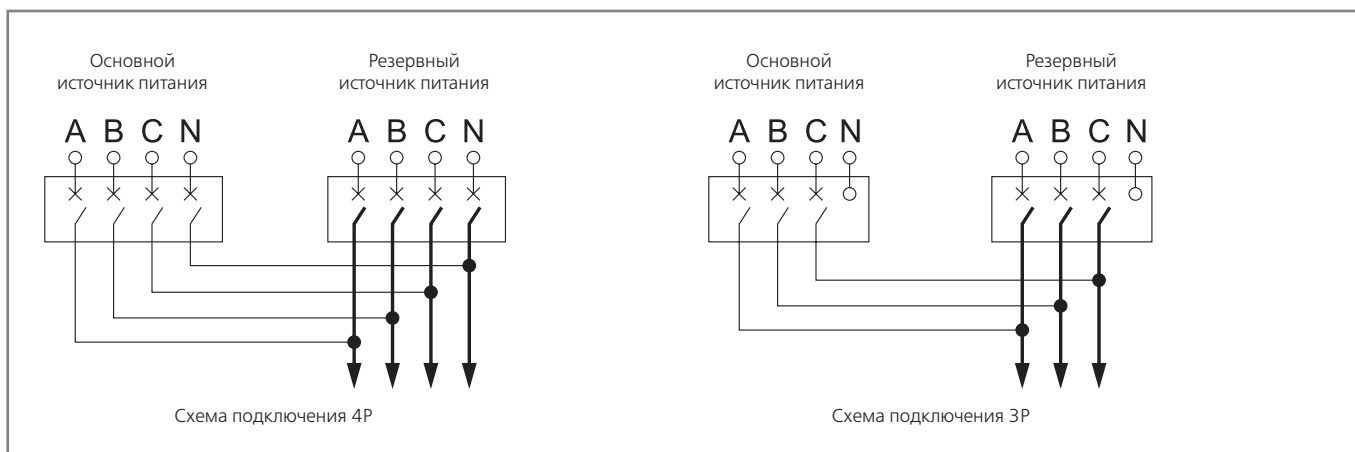 Основной
источник питания
A B C N
Резервный
источник питания
A B C N
Схема подключения 4P
Основной
источник питания
A B C N
Резервный
источник питания
A B C N
Схема подключения 3P